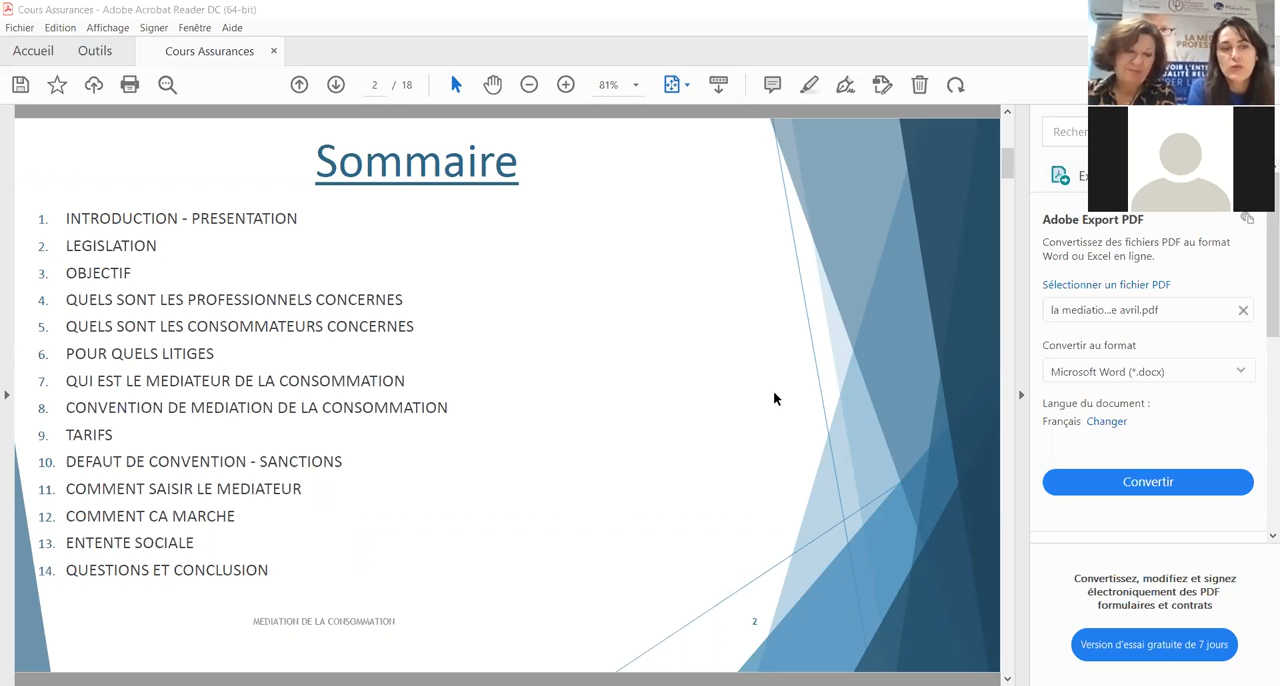 Cours Assurances - Adobe Acrobat Reader DC (64-bit)
Fichier Edition Affichage Signer Fenêtre Aide
Accueil Outils Cours Assurances ×
2 / 18 81%
Sommaire
1. INTRODUCTION - PRESENTATION
2. LEGISLATION
3. OBJECTIF
4. QUELS SONT LES PROFESSIONNELS CONCERNES
5. QUELS SONT LES CONSOMMATEURS CONCERNES
6. POUR QUELS LITIGES
7. QUI EST LE MEDIATEUR DE LA CONSOMMATION
8. CONVENTION DE MEDIATION DE LA CONSOMMATION
9. TARIFS
10. DEFAUT DE CONVENTION - SANCTIONS
11. COMMENT SAISIR LE MEDIATEUR
12. COMMENT CA MARCHE
13. ENTENTE SOCIALE
14. QUESTIONS ET CONCLUSION
MEDIATION DE LA CONSOMMATION 2
LA MÉ
PROFES
Recher
Ex
Adobe Export PDF
Convertissez des fichiers PDF au format
Word ou Excel en ligne.
Sélectionner un fichier PDF
la mediatio...e avril.pdf
Convertir au format
Microsoft Word (*.docx)
Langue du document :
Français Changer
Convertir
Convertissez, modifiez et signez
électroniquement des PDF
formulaires et contrats
Version d'essai gratuite de 7 jours